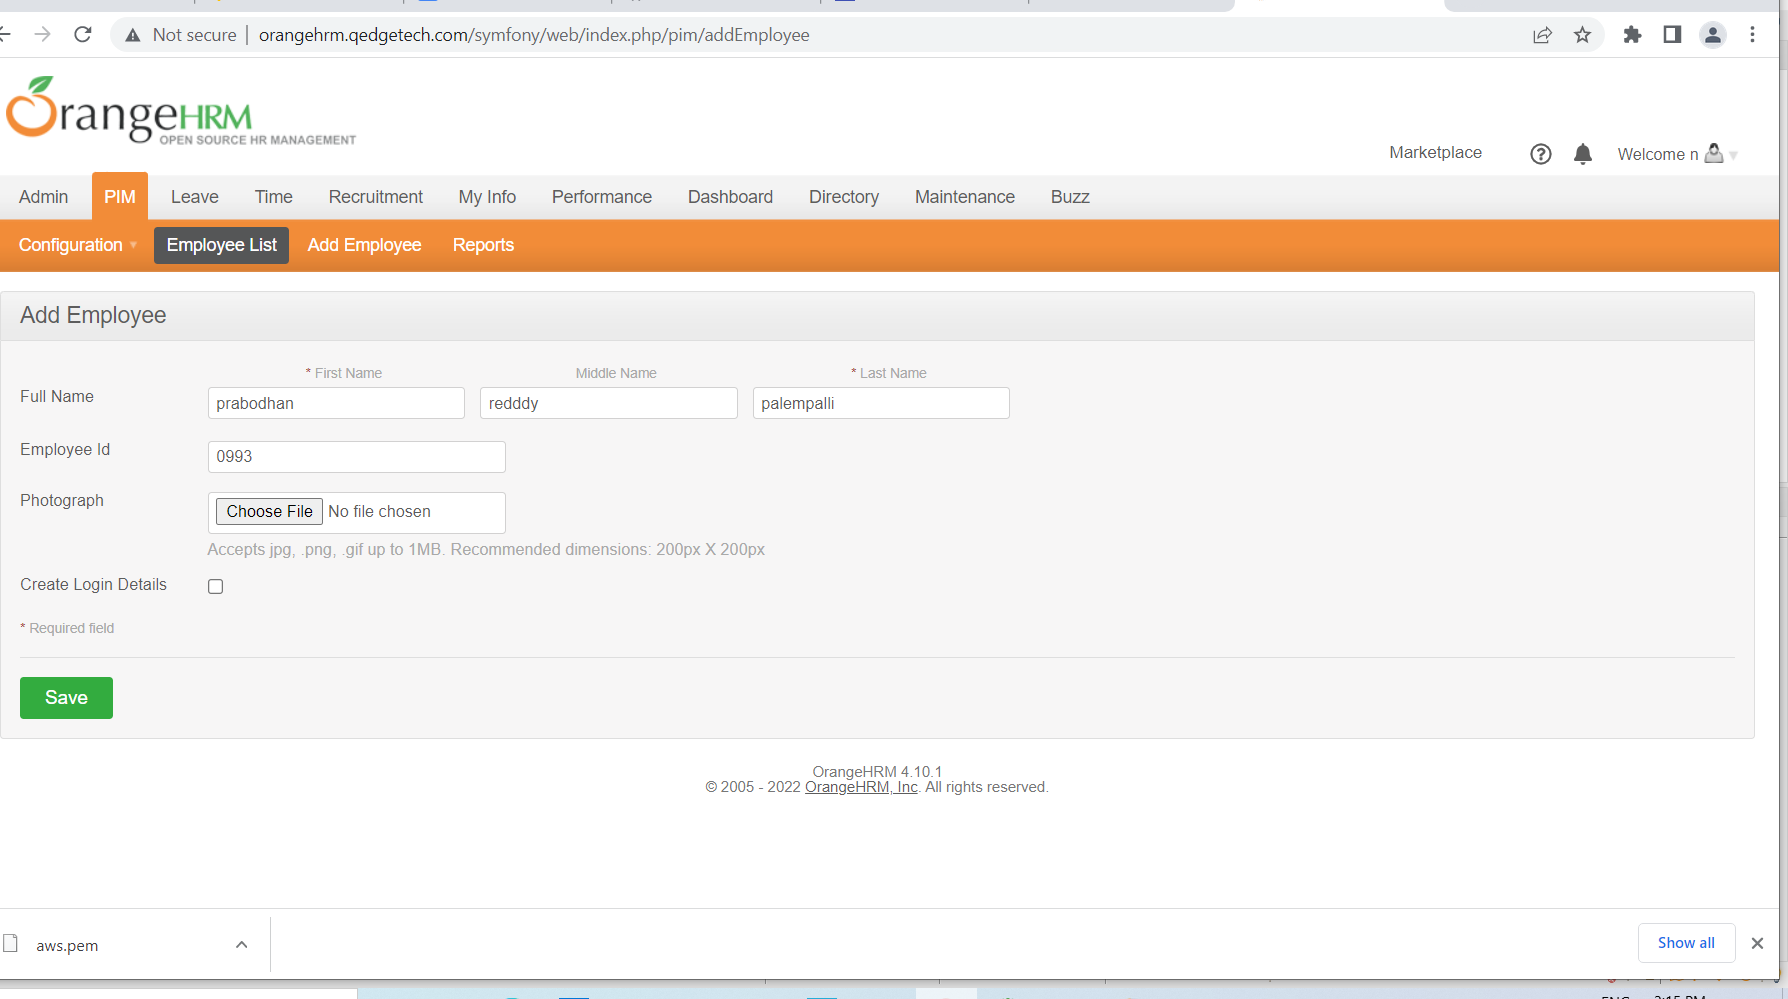 Not secure | orangehrm.qedgetech.com/symfony/web/index.php/pim/addEmployee
OrangeHRM
OPEN SOURCE HR MANAGEMENT
Marketplace
Welcome n
Admin PIM Leave Time Recruitment My Info Performance Dashboard Directory Maintenance Buzz
Configuration Employee List Add Employee Reports
Add Employee
* First Name Middle Name * Last Name
Full Name prabodhan redddy palempalli
Employee Id 0993
Photograph Choose File No file chosen
Accepts jpg, .png, .gif up to 1MB. Recommended dimensions: 200px X 200px
Create Login Details
* Required field
Save
OrangeHRM 4.10.1
© 2005 - 2022 OrangeHRM, Inc. All rights reserved.
aws.pem Show all